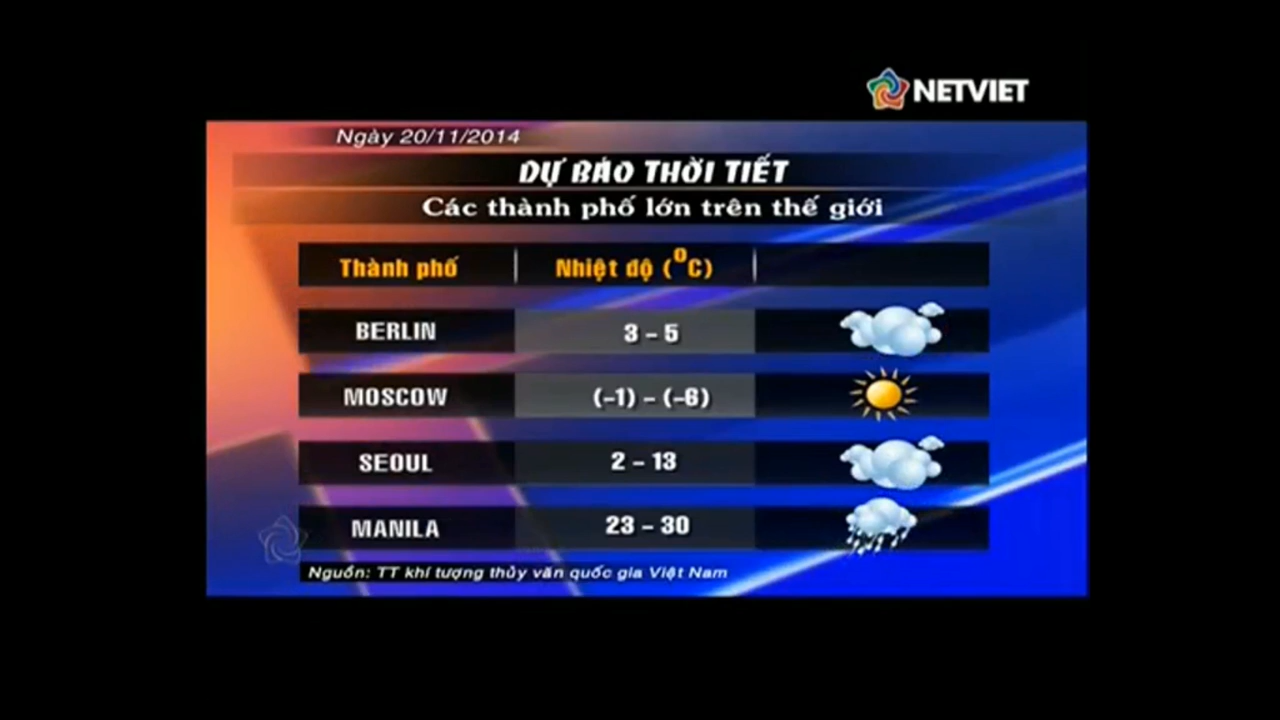 NETVIET
Ngày 20/11/2014
DỰ BÁO THỜI TIẾT
Các thành phố lớn trên thế giới
Thành phố Nhiệt độ (⁰C)
BERLIN 3 – 5
MOSCOW (–1) – (–6)
SEOUL 2 – 13
MANILA 23 – 30
Nguồn: TT khí tượng thủy văn quốc gia Việt Nam